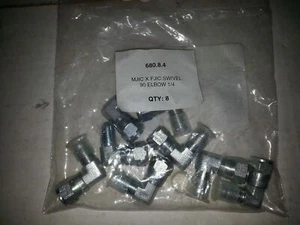 680.8.4
MJIC X FJIC SWIVEL
90 ELBOW 1/4
QTY: 8